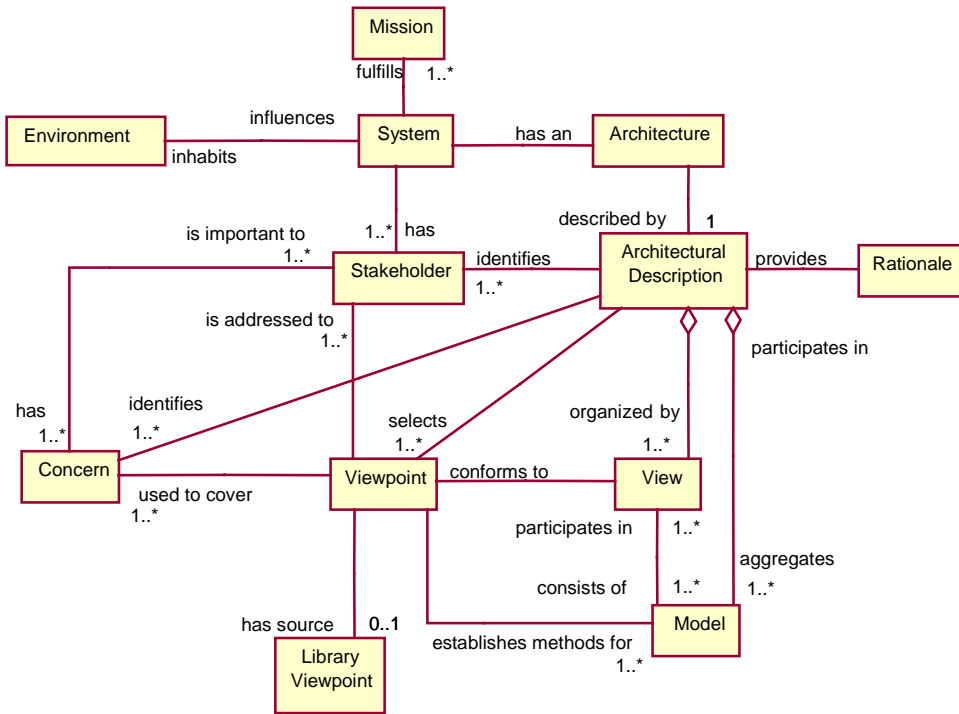 Mission
fulfills
1..*
influences
Environment
System
has an
Architecture
inhabits
described by
1
1..*
has
is important to
1..*
Stakeholder
identifies
1..*
Architectural
Description
provides
Rationale
is addressed to
1..*
participates in
has
1..*
identifies
1..*
selects
1..*
organized by
1..*
Concern
used to cover
1..*
Viewpoint
conforms to
View
participates in
1..*
aggregates
1..*
consists of
1..*
has source
0..1
establishes methods for
1..*
Model
Library
Viewpoint